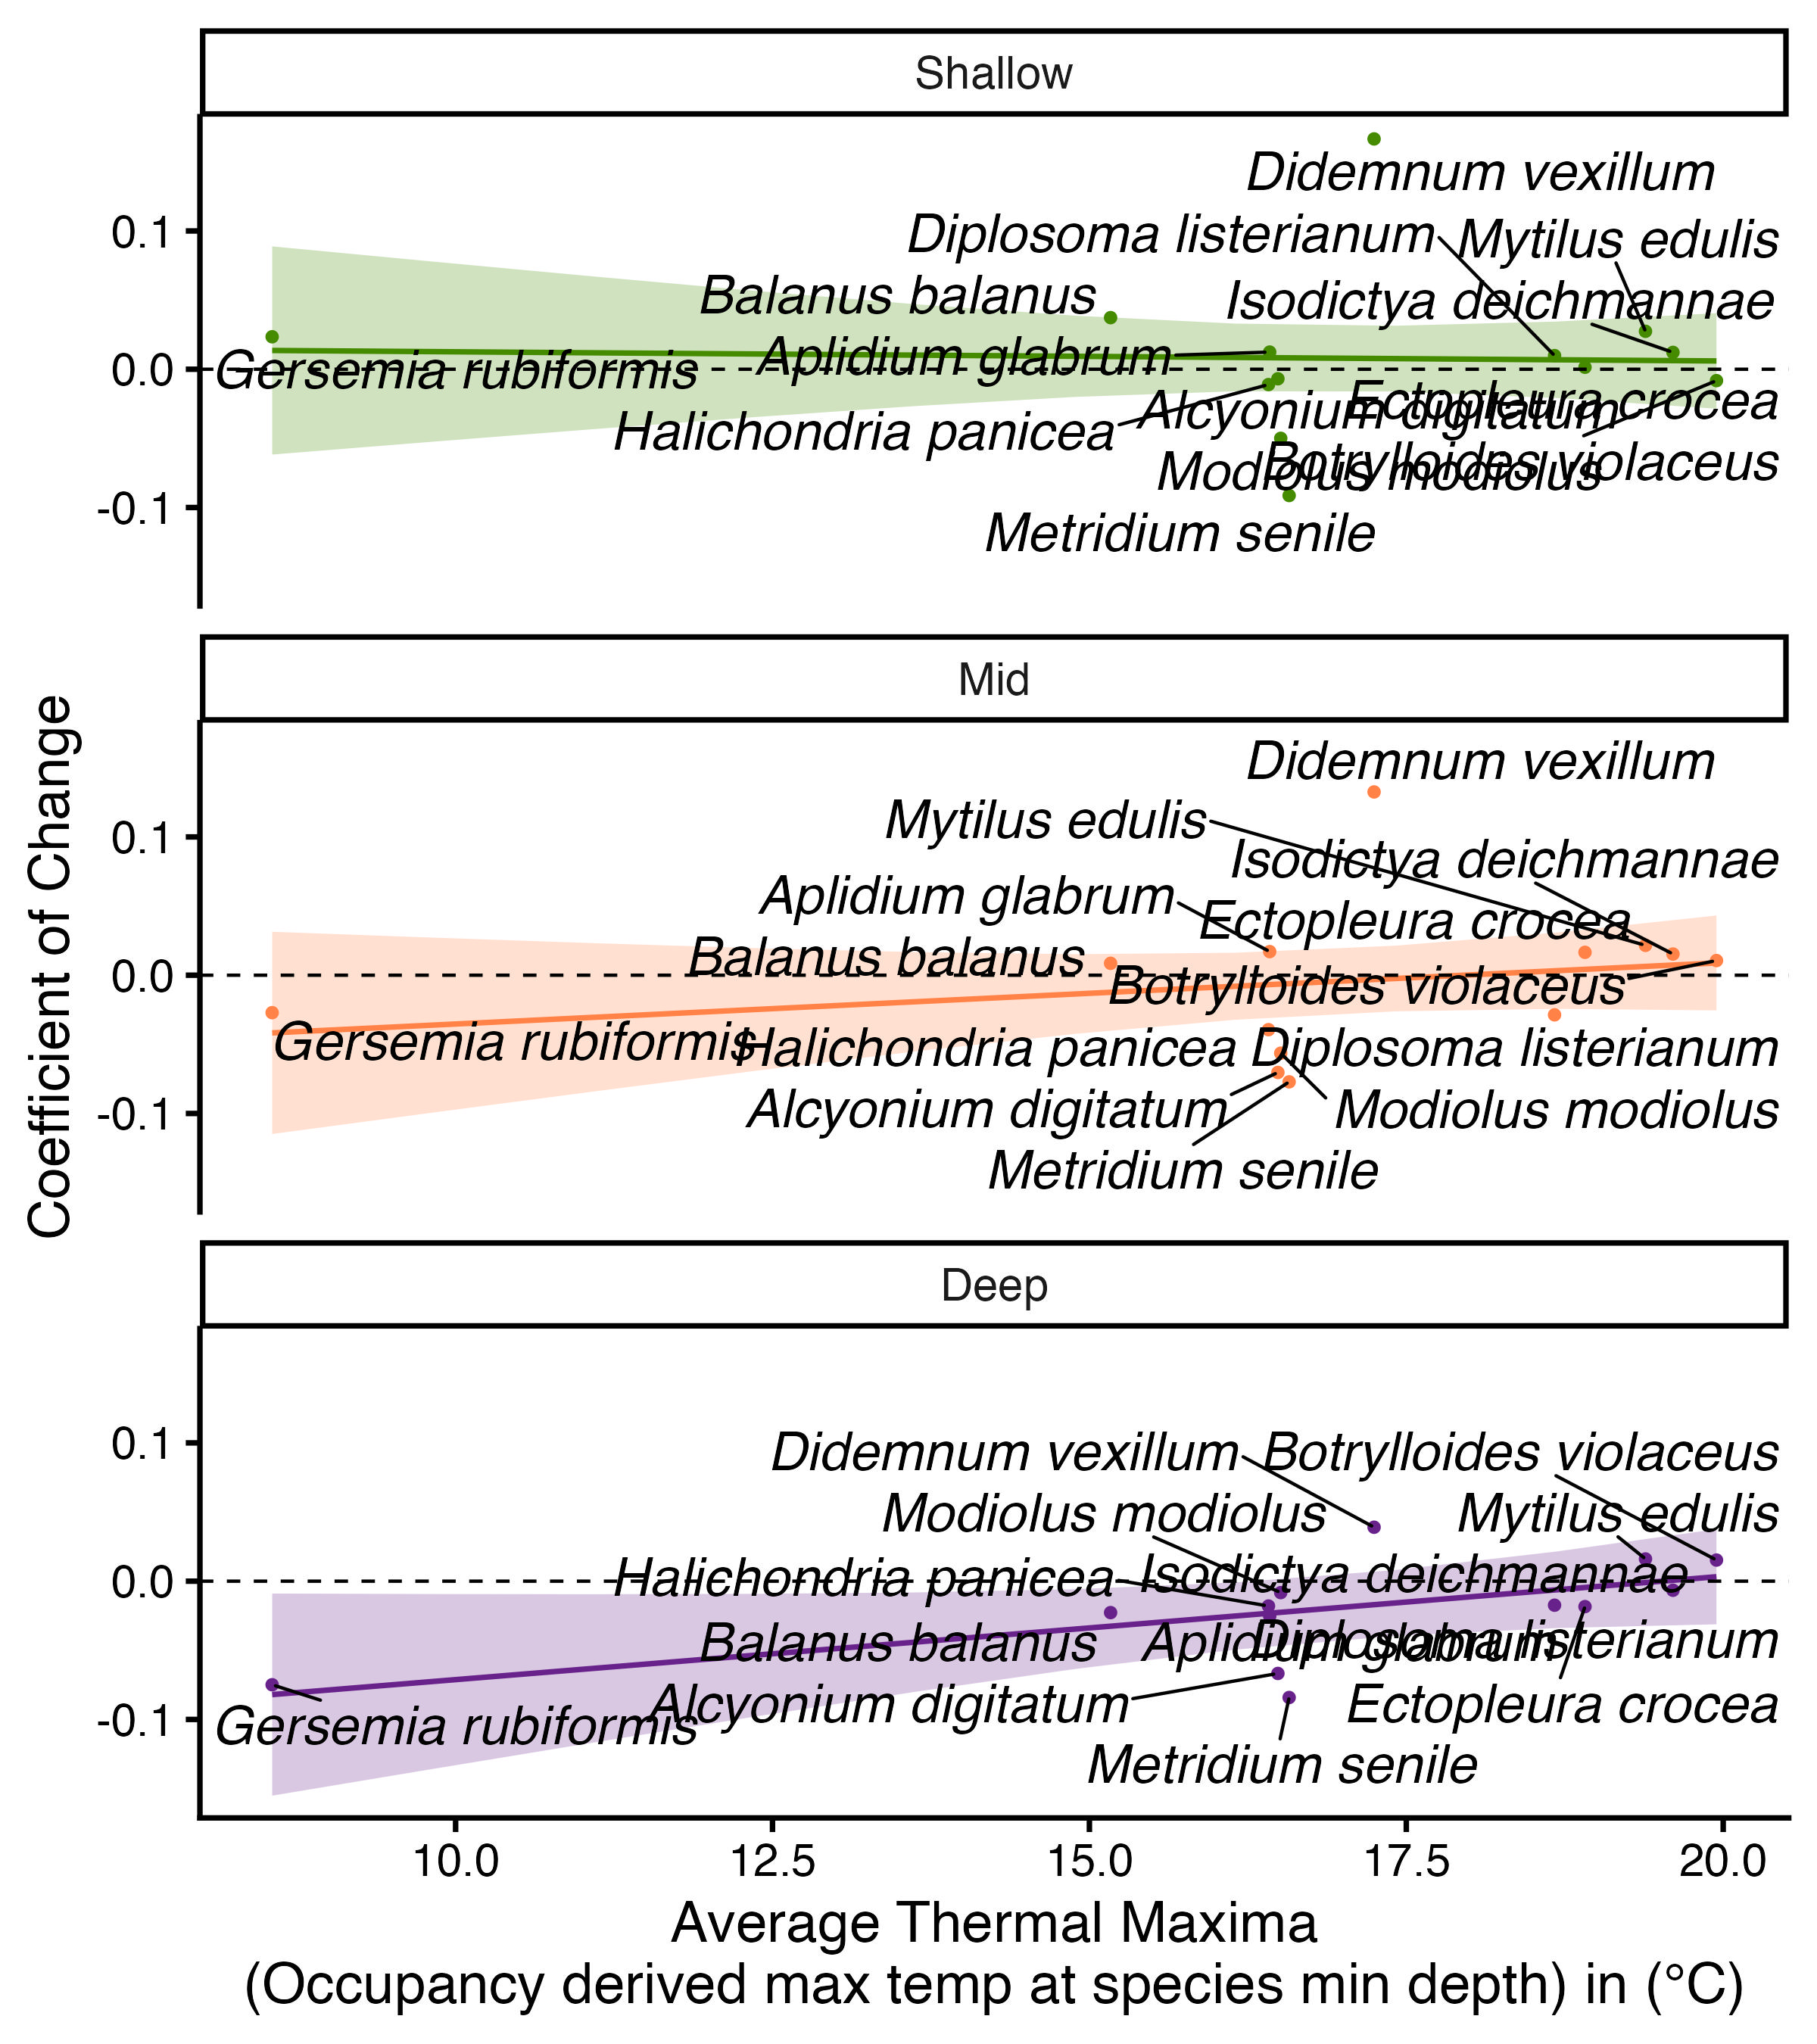 Shallow
Didemnum vexillum
Diplosoma listerianum
Mytilus edulis
Balanus balanus
Isodictya deichmannae
Gersemia rubiformis
Aplidium glabrum
Halichondria panicea
Alcyonium digitatum
Ectopleura crocea
Modiolus modiolus
Botrylloides violaceus
Metridium senile
0.1
0.0
-0.1
Mid
Didemnum vexillum
Mytilus edulis
Isodictya deichmannae
Aplidium glabrum
Ectopleura crocea
Balanus balanus
Botrylloides violaceus
Gersemia rubiformis
Halichondria panicea
Diplosoma listerianum
Alcyonium digitatum
Modiolus modiolus
Metridium senile
0.1
0.0
-0.1
Coefficient of Change
Deep
Didemnum vexillum
Botrylloides violaceus
Modiolus modiolus
Mytilus edulis
Halichondria panicea
Isodictya deichmannae
Balanus balanus
Aplidium glabrum
Diplosoma listerianum
Gersemia rubiformis
Alcyonium digitatum
Ectopleura crocea
Metridium senile
0.1
0.0
-0.1
10.0
12.5
15.0
17.5
20.0
Average Thermal Maxima
(Occupancy derived max temp at species min depth) in (°C)